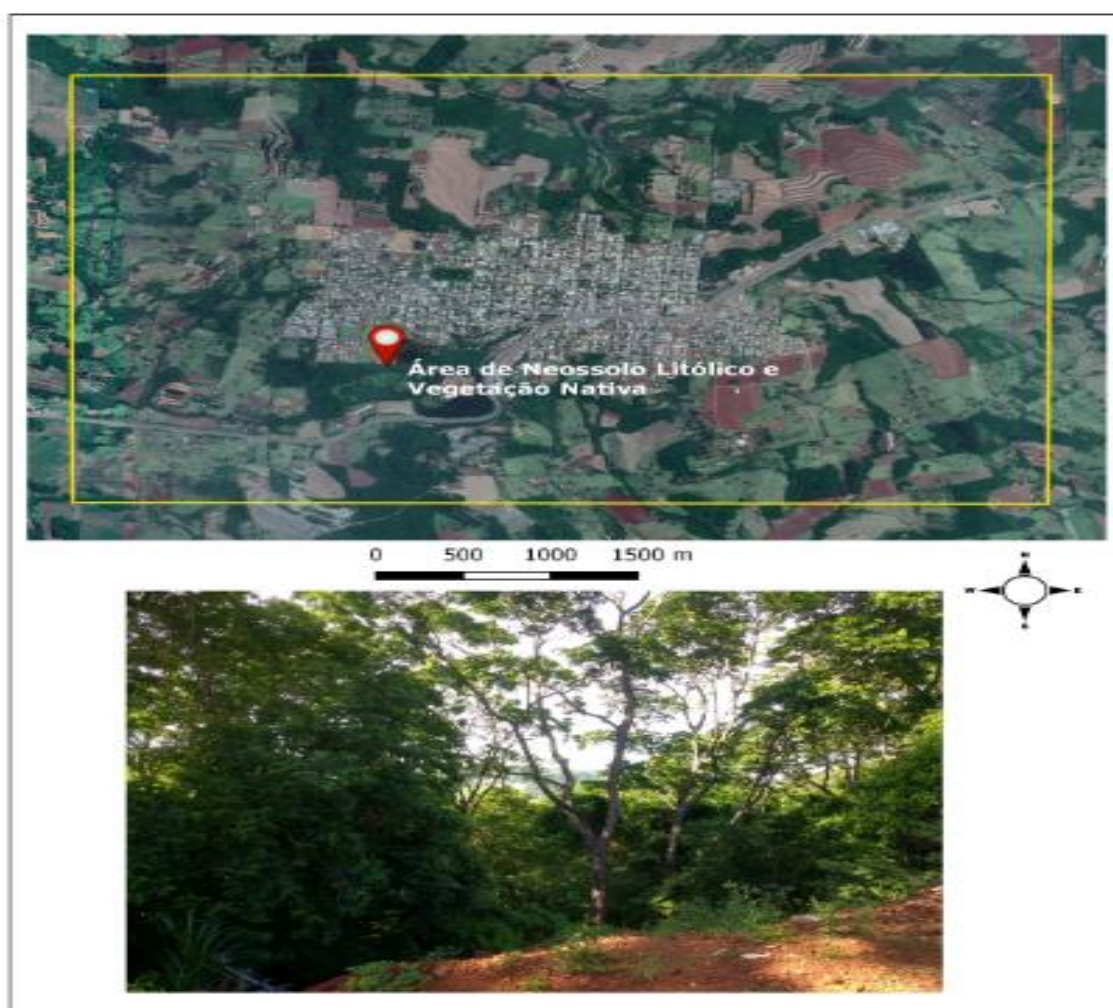 Área de Neossolo Litólico e
Vegetação Nativa
0 500 1000 1500 m
N
W E
S